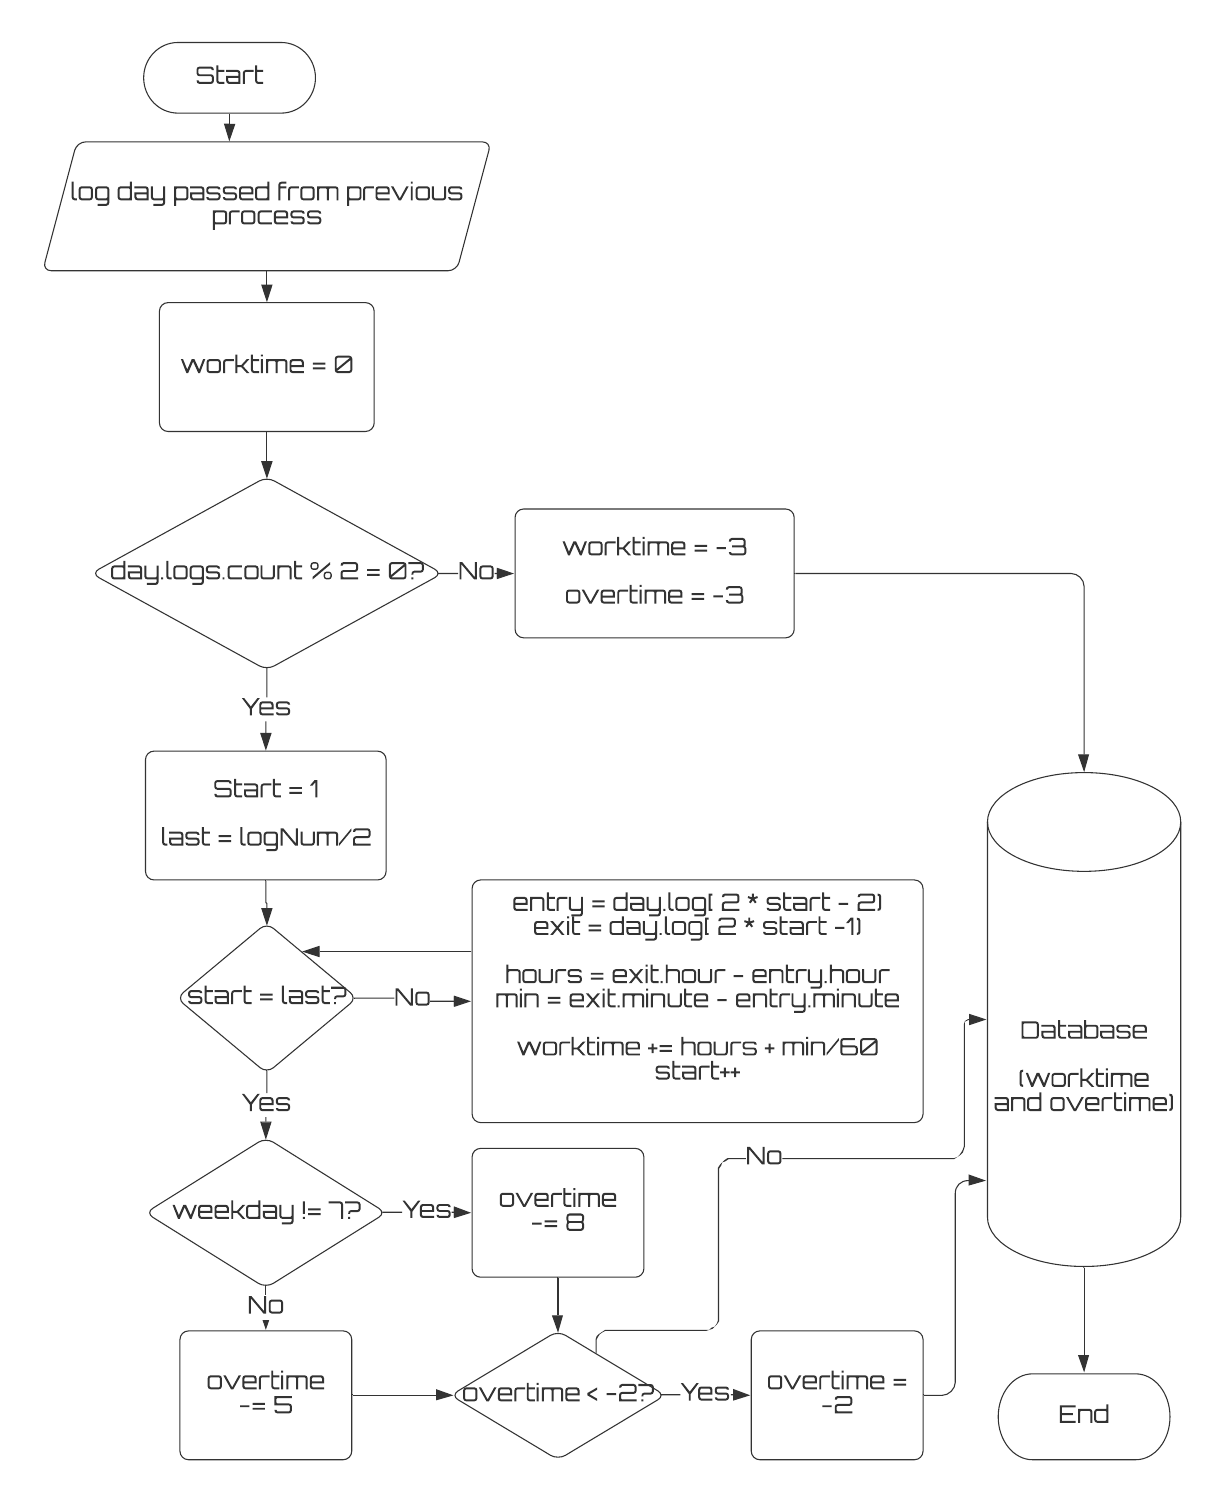 Start
log day passed from previous
process
worktime = 0
day.logs.count % 2 = 0?
No
worktime = -3
overtime = -3
Yes
Start = 1
last = logNum/2
entry = day.log[ 2 * start - 2)
exit = day.log[ 2 * start -1)
hours = exit.hour - entry.hour
min = exit.minute - entry.minute
worktime += hours + min/60
start++
start = last?
No
Yes
Database
(worktime
and overtime)
weekday != 7?
Yes
overtime
-= 8
No
No
overtime
-= 5
overtime < -2?
Yes
overtime =
-2
End